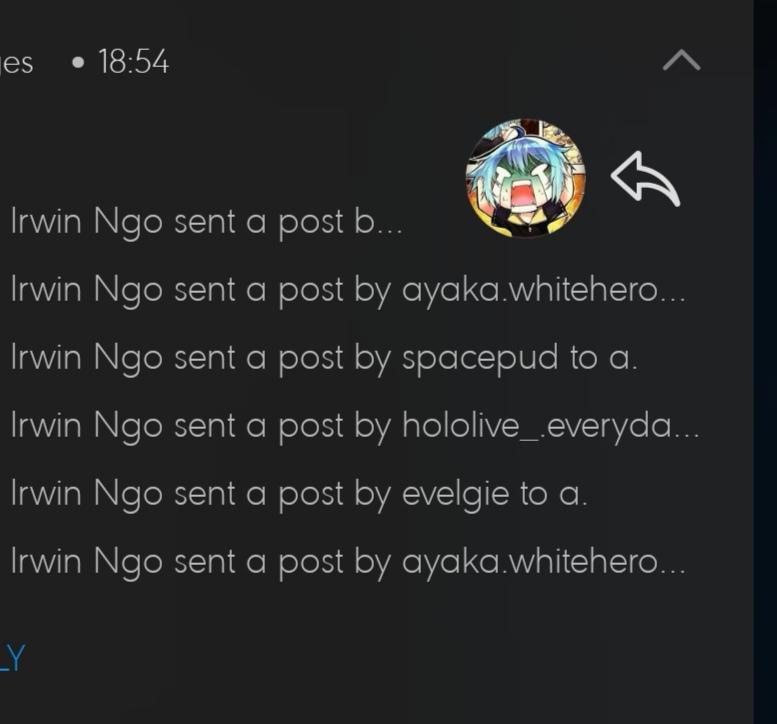 ges • 18:54
Irwin Ngo sent a post b...
Irwin Ngo sent a post by ayaka.whitehero...
Irwin Ngo sent a post by spacepud to a.
Irwin Ngo sent a post by hololive_.everyda...
Irwin Ngo sent a post by evelgie to a.
Irwin Ngo sent a post by ayaka.whitehero...
LY